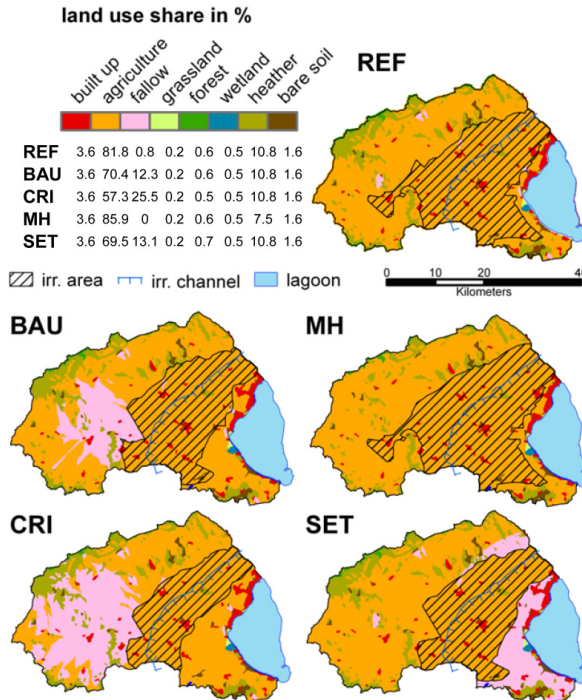 land use share in %
built up
agriculture
fallow
grassland
forest
wetland
heather
bare soil
REF 3.6 81.8 0.8 0.2 0.6 0.5 10.8 1.6
BAU 3.6 70.4 12.3 0.2 0.6 0.5 10.8 1.6
CRI 3.6 57.3 25.5 0.2 0.5 0.5 10.8 1.6
MH 3.6 85.9 0 0.2 0.6 0.5 7.5 1.6
SET 3.6 69.5 13.1 0.2 0.7 0.5 10.8 1.6
irr. area irr. channel lagoon
REF
0 10 20 40
Kilometers
BAU
MH
CRI
SET